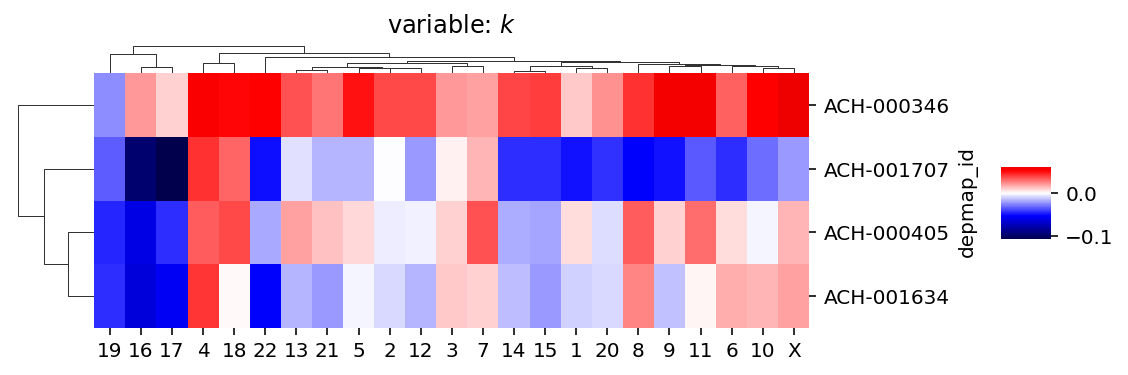 variable: k
ACH-000346
ACH-001707
ACH-000405
ACH-001634
depmap_id
0.0
−0.1
19 16 17 4 18 22 13 21 5 2 12 3 7 14 15 1 20 8 9 11 6 10 X